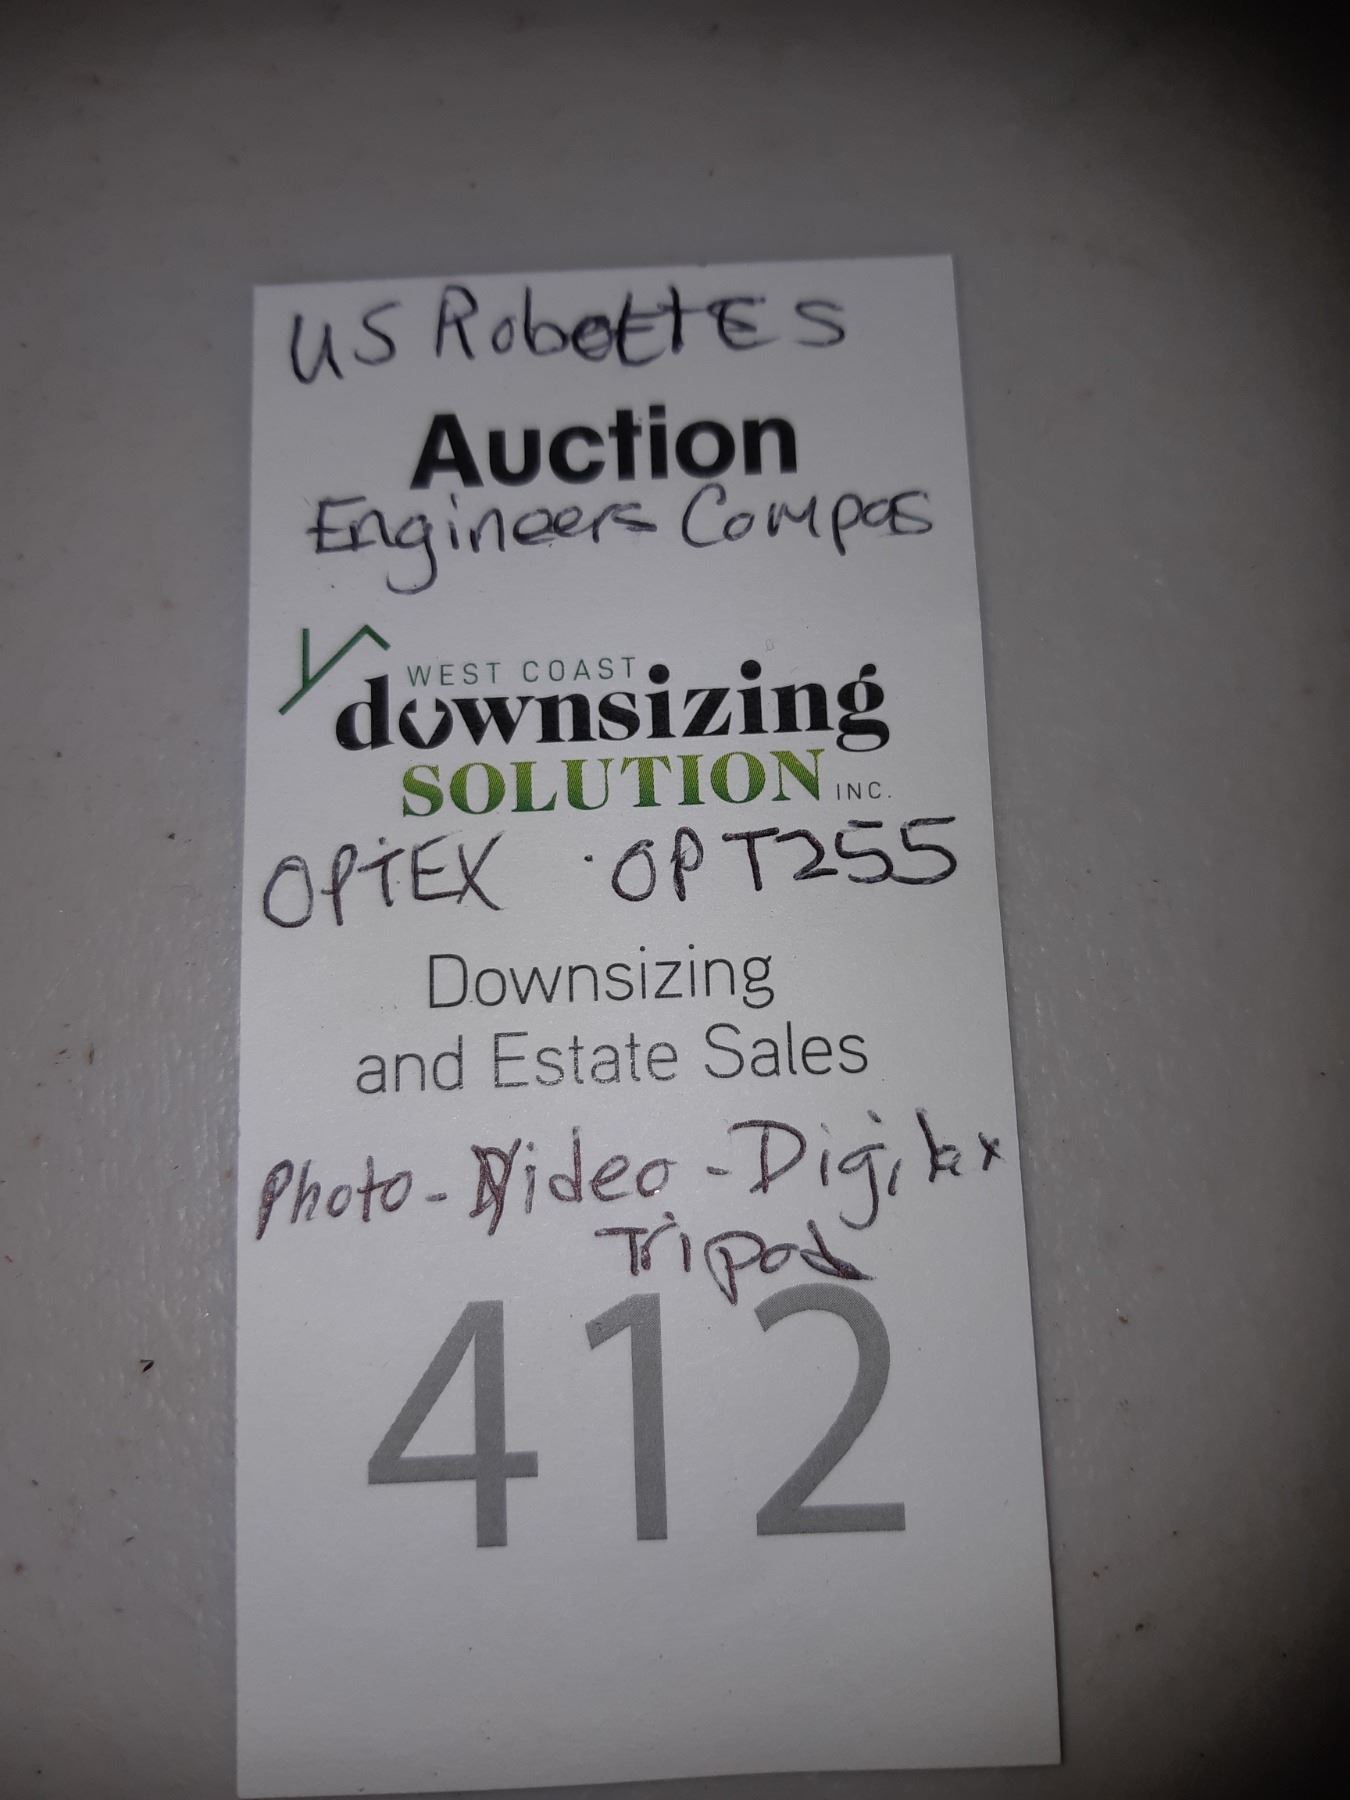 US RobettES
Auction
Engineers Compas
WEST COAST
downsizing
SOLUTION INC.
OPTEX OPT255
Downsizing
and Estate Sales
Photo-Video-
Tripod
412